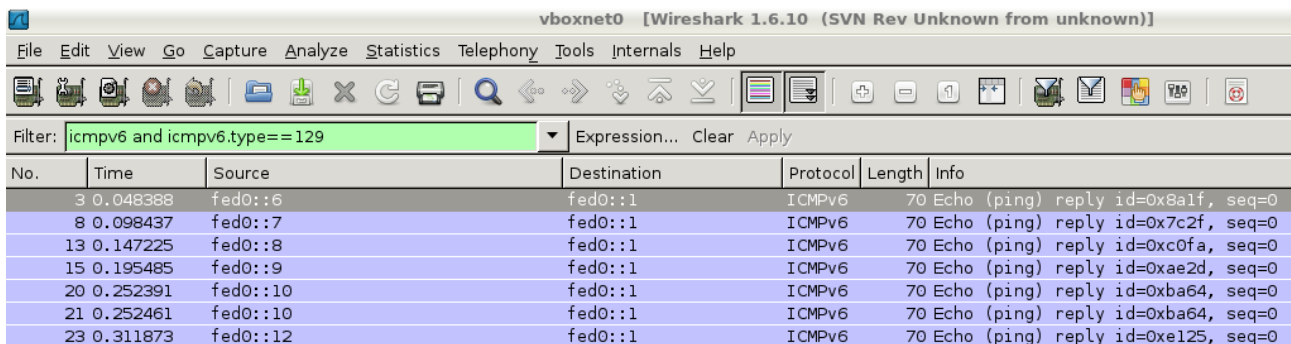 vboxnet0 [Wireshark 1.6.10 (SVN Rev Unknown from unknown)]
File Edit View Go Capture Analyze Statistics Telephony Tools Internals Help
Filter: icmpv6 and icmpv6.type==129 Expression... Clear Apply
No. Time Source Destination Protocol Length Info
3 0.048388 fed0::6 fed0::1 ICMPv6 70 Echo (ping) reply id=0x8a1f, seq=0
8 0.098437 fed0::7 fed0::1 ICMPv6 70 Echo (ping) reply id=0x7c2f, seq=0
13 0.147225 fed0::8 fed0::1 ICMPv6 70 Echo (ping) reply id=0xc0fa, seq=0
15 0.195485 fed0::9 fed0::1 ICMPv6 70 Echo (ping) reply id=0xae2d, seq=0
20 0.252391 fed0::10 fed0::1 ICMPv6 70 Echo (ping) reply id=0xba64, seq=0
21 0.252461 fed0::10 fed0::1 ICMPv6 70 Echo (ping) reply id=0xba64, seq=0
23 0.311873 fed0::12 fed0::1 ICMPv6 70 Echo (ping) reply id=0xe125, seq=0